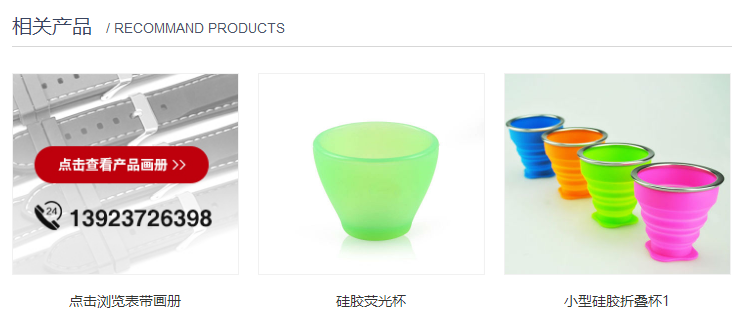 相关产品 / RECOMMAND PRODUCTS
点击查看产品画册 >>
24
13923726398
点击浏览表带画册
硅胶荧光杯
小型硅胶折叠杯1